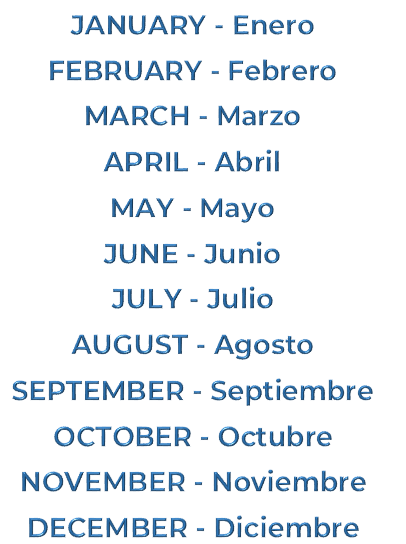 JANUARY - Enero
FEBRUARY - Febrero
MARCH - Marzo
APRIL - Abril
MAY - Mayo
JUNE - Junio
JULY - Julio
AUGUST - Agosto
SEPTEMBER - Septiembre
OCTOBER - Octubre
NOVEMBER - Noviembre
DECEMBER - Diciembre